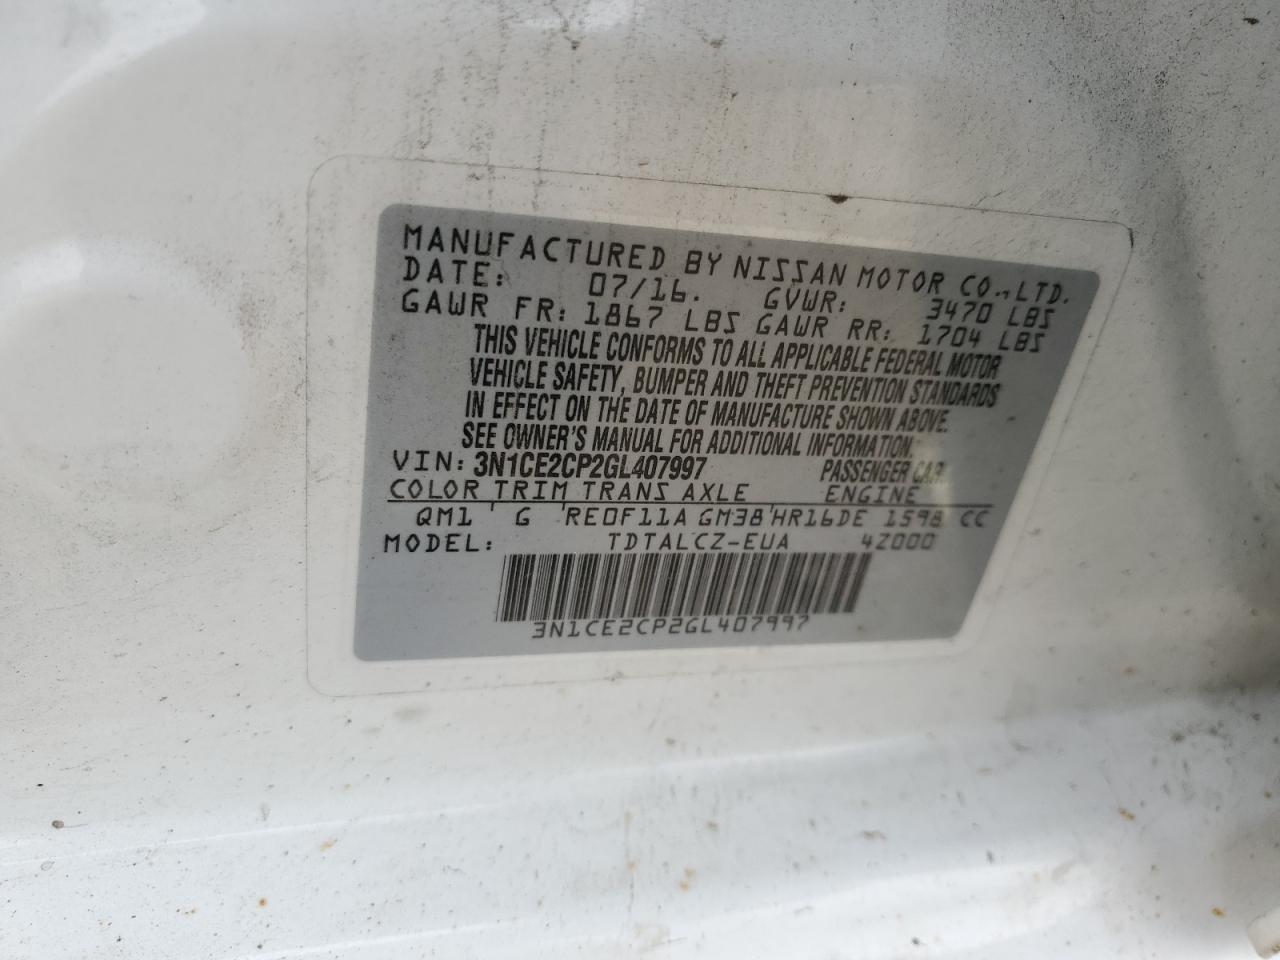 MANUFACTURED BY NISSAN MOTOR CO., LTD.
DATE: 07/16. GVWR: 3470 LBS
GAWR FR: 1867 LBS GAWR RR: 1704 LBS
THIS VEHICLE CONFORMS TO ALL APPLICABLE FEDERAL MOTOR
VEHICLE SAFETY, BUMPER AND THEFT PREVENTION STANDARDS
IN EFFECT ON THE DATE OF MANUFACTURE SHOWN ABOVE.
SEE OWNER'S MANUAL FOR ADDITIONAL INFORMATION.
VIN: 3N1CE2CP2GL407997 PASSENGER CAR
COLOR TRIM TRANS AXLE ENGINE
QM1 ' G ' RE0F11A GM38 ' HR16DE 1598 CC
MODEL: TDTALCZ-EUA 4Z000
3N1CE2CP2GL407997